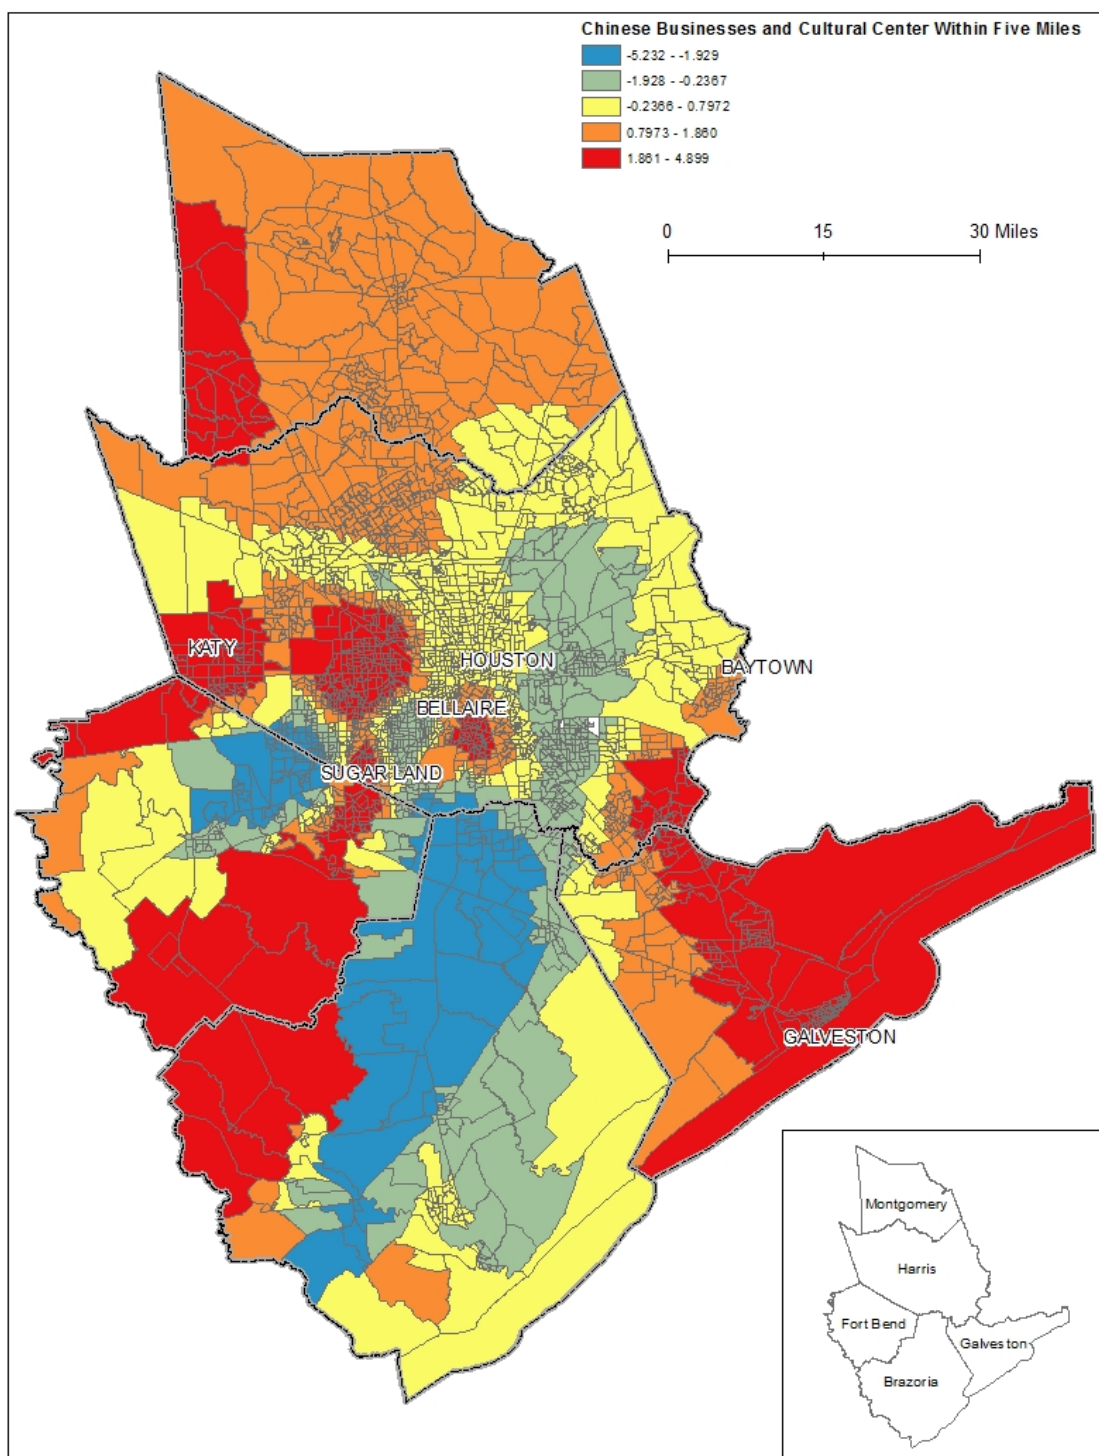 Chinese Businesses and Cultural Center Within Five Miles
-5.232 - -1.929
-1.928 - -0.2367
-0.2366 - 0.7972
0.7973 - 1.860
1.861 - 4.899
0 15 30 Miles
KATY
HOUSTON
BAYTOWN
BELLAIRE
SUGAR LAND
GALVESTON
Montgomery
Harris
Fort Bend
Galveston
Brazoria